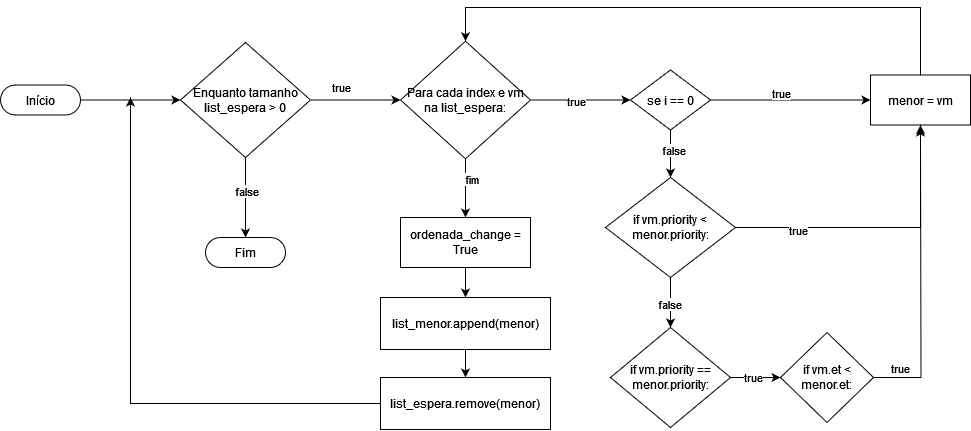 Início
Enquanto tamanho
list_espera > 0
true
false
Fim
Para cada index e vm
na list_espera:
true
fim
ordenada_change =
True
list_menor.append(menor)
list_espera.remove(menor)
se i == 0
true
false
menor = vm
if vm.priority <
menor.priority:
true
false
if vm.priority ==
menor.priority:
true
if vm.et <
menor.et:
true